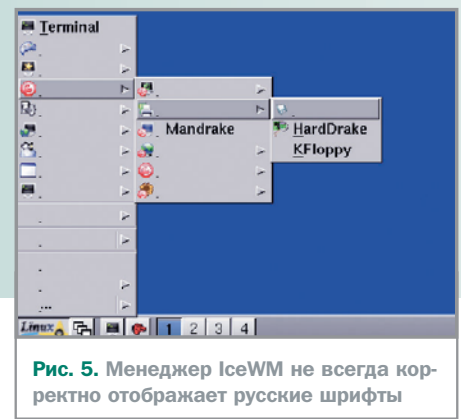 Terminal
Mandrake
HardDrake
KFloppy
...
Linux 1 2 3 4
Рис. 5. Менеджер IceWM не всегда кор-
ректно отображает русские шрифты